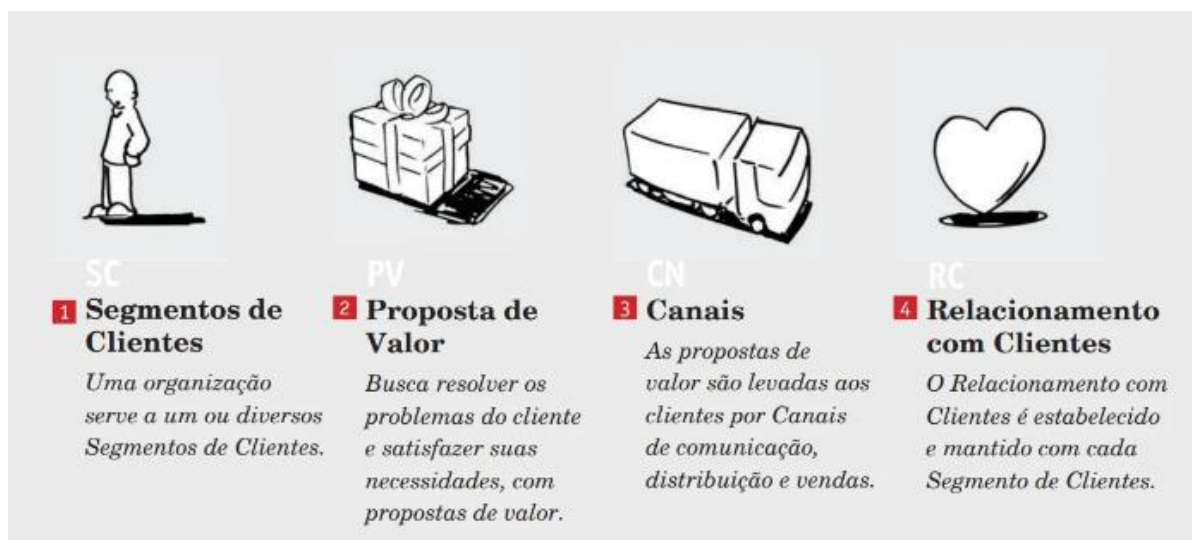 SC
1 Segmentos de
Clientes
Uma organização
serve a um ou diversos
Segmentos de Clientes.
PV
2 Proposta de
Valor
Busca resolver os
problemas do cliente
e satisfazer suas
necessidades, com
propostas de valor.
CN
3 Canais
As propostas de
valor são levadas aos
clientes por Canais
de comunicação,
distribuição e vendas.
RC
4 Relacionamento
com Clientes
O Relacionamento com
Clientes é estabelecido
e mantido com cada
Segmento de Clientes.